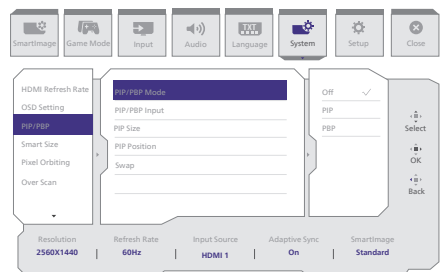 SmartImage
Game Mode
Input
Audio
TXT
Language
System
Setup
Close
HDMI Refresh Rate
OSD Setting
PIP/PBP
Smart Size
Pixel Orbiting
Over Scan
PIP/PBP Mode
PIP/PBP Input
PIP Size
PIP Position
Swap
Off
PIP
PBP
Select
OK
Back
Resolution
2560X1440
Refresh Rate
60Hz
Input Source
HDMI 1
Adaptive Sync
On
SmartImage
Standard